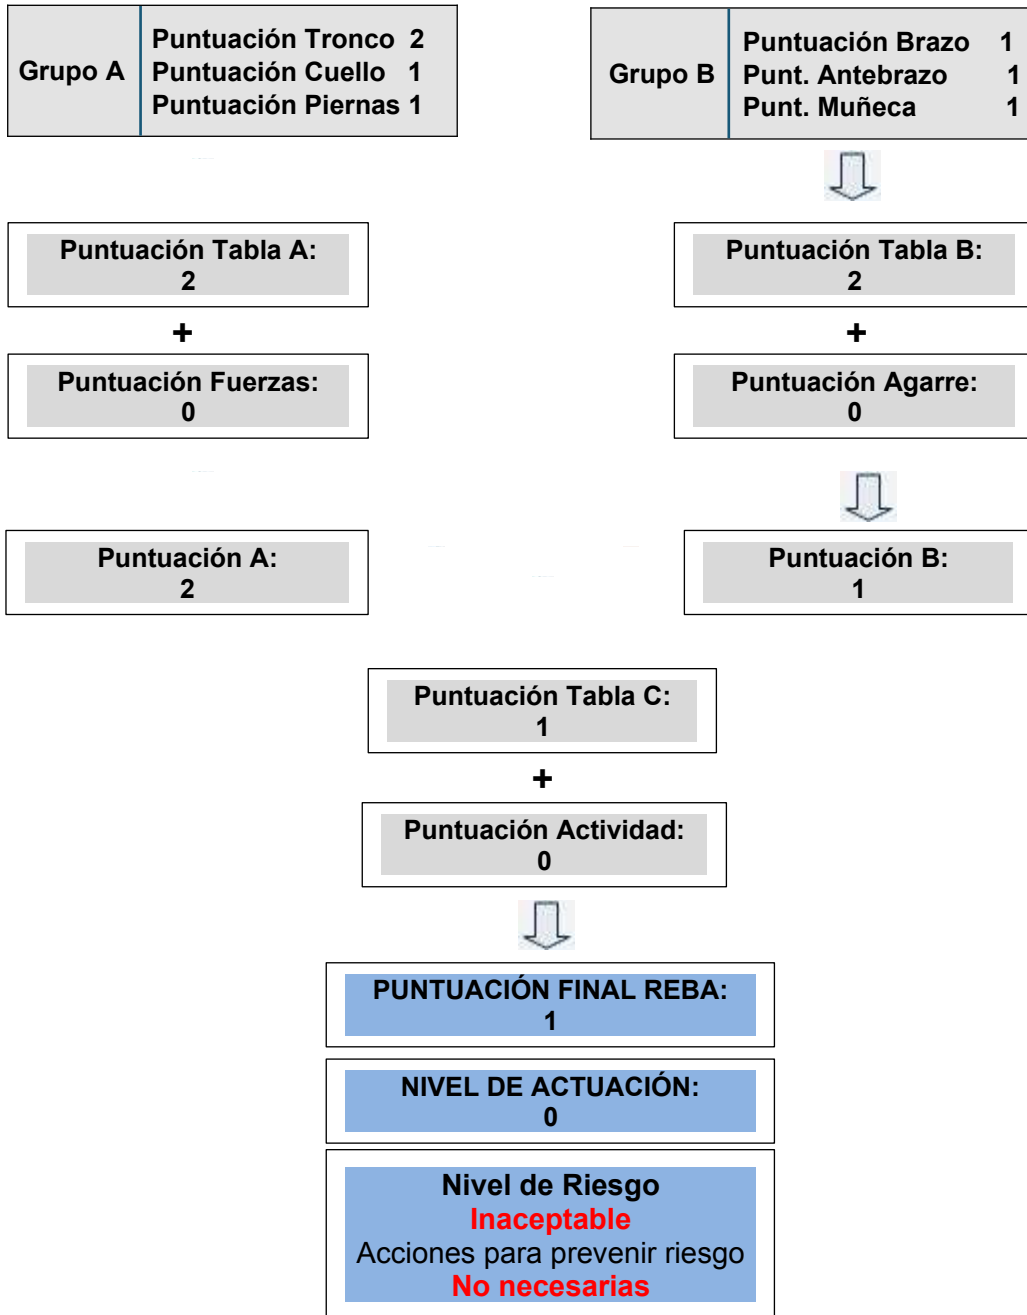 Grupo A
Puntuación Tronco 2
Puntuación Cuello 1
Puntuación Piernas 1
Grupo B
Puntuación Brazo 1
Punt. Antebrazo 1
Punt. Muñeca 1
Puntuación Tabla A:
2
Puntuación Tabla B:
2
+
+
Puntuación Fuerzas:
0
Puntuación Agarre:
0
Puntuación A:
2
Puntuación B:
1
Puntuación Tabla C:
1
+
Puntuación Actividad:
0
PUNTUACIÓN FINAL REBA:
1
NIVEL DE ACTUACIÓN:
0
Nivel de Riesgo
Inaceptable
Acciones para prevenir riesgo
No necesarias